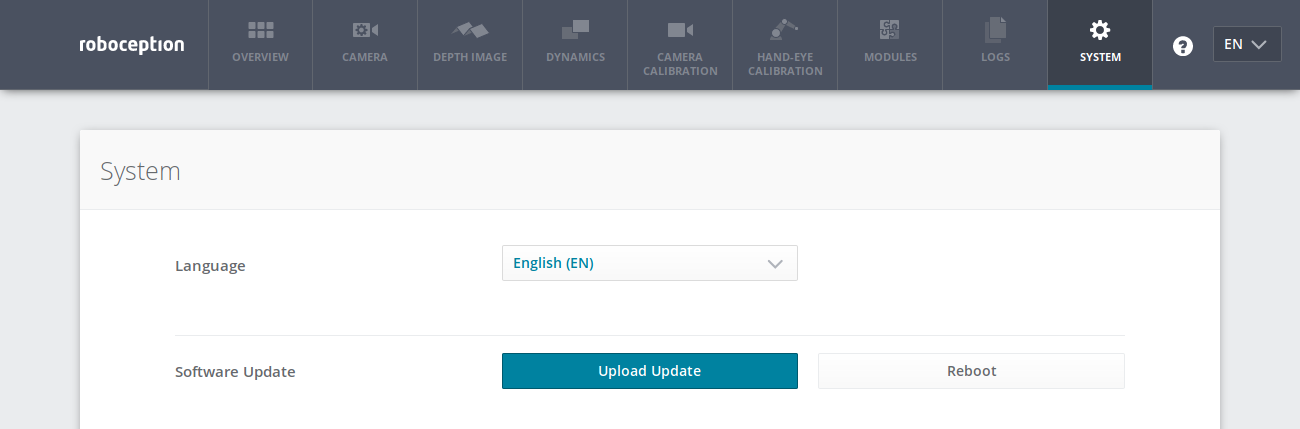 roboception
OVERVIEW
CAMERA
DEPTH IMAGE
DYNAMICS
CAMERA
CALIBRATION
HAND-EYE
CALIBRATION
MODULES
LOGS
SYSTEM
?
EN
System
Language
English (EN)
Software Update
Upload Update
Reboot